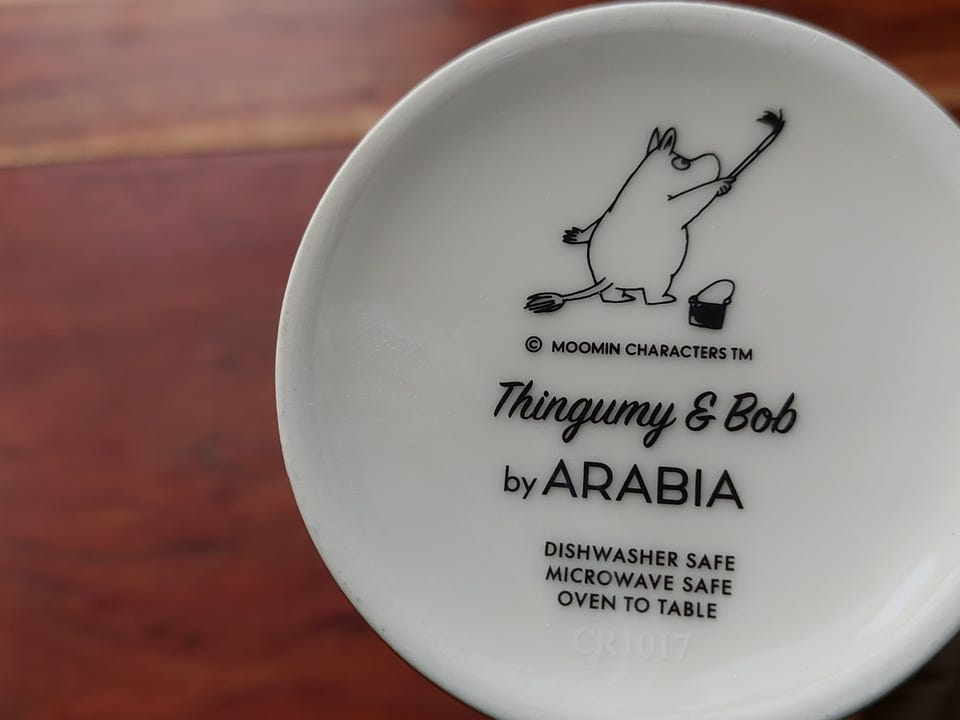 © MOOMIN CHARACTERS TM
Thingumy & Bob
by ARABIA
DISHWASHER SAFE
MICROWAVE SAFE
OVEN TO TABLE
CR1017